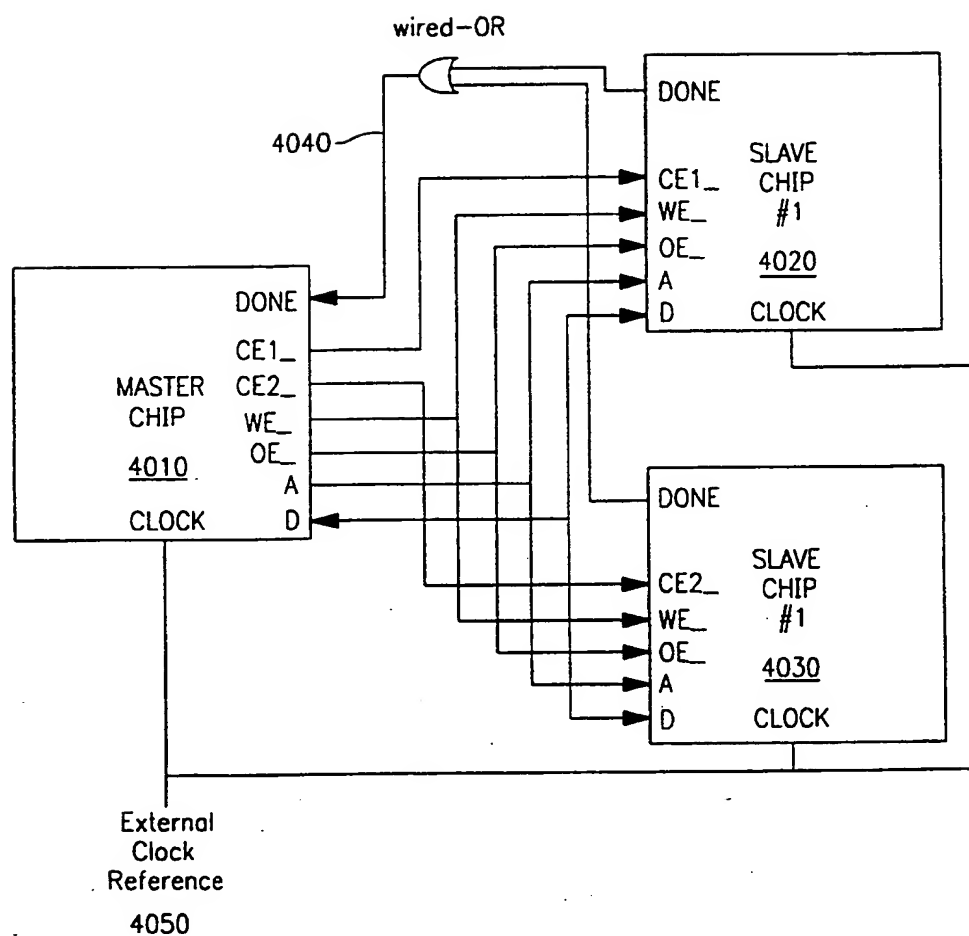 wired-OR
4040
DONE
CE1_
WE_
OE_
A
D
SLAVE
CHIP
#1
4020
CLOCK
DONE
CE1_
CE2_
WE_
OE_
A
D
MASTER
CHIP
4010
CLOCK
DONE
CE2_
WE_
OE_
A
D
SLAVE
CHIP
#1
4030
CLOCK
External
Clock
Reference
4050